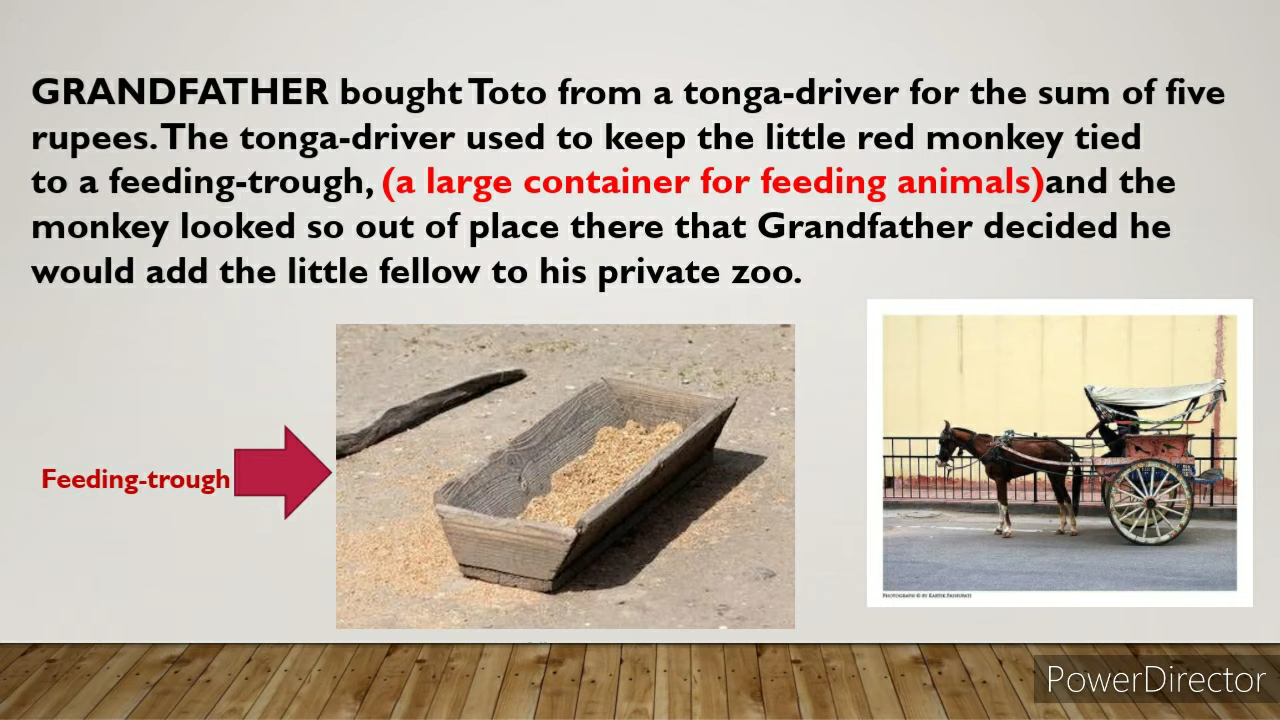 GRANDFATHER bought Toto from a tonga-driver for the sum of five
rupees. The tonga-driver used to keep the little red monkey tied
to a feeding-trough, (a large container for feeding animals)and the
monkey looked so out of place there that Grandfather decided he
would add the little fellow to his private zoo.
Feeding-trough
PowerDirector